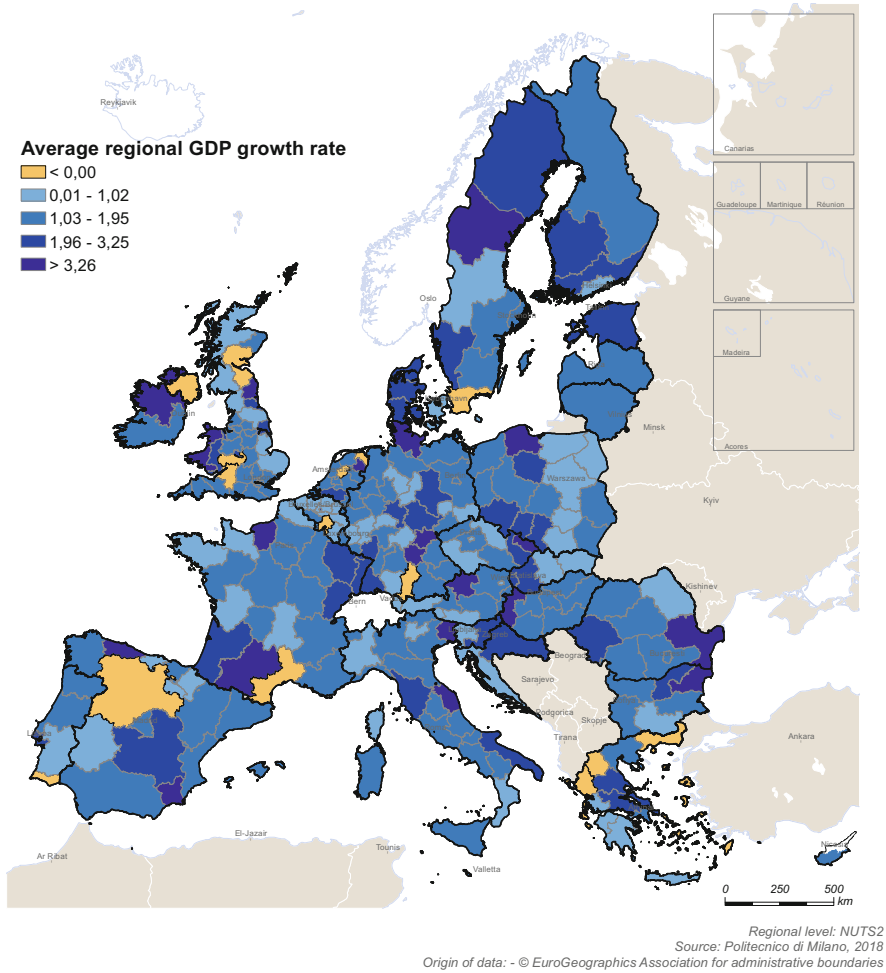 Reykjavik
Average regional GDP growth rate
< 0,00
0,01 - 1,02
1,03 - 1,95
1,96 - 3,25
> 3,26
Canarias
Guadeloupe Martinique Réunion
Guyane
Madeira
Acores
Oslo
Minsk
Warszawa
Kyiv
Kishinev
Bern
Beograd
Sarajevo
Podgorica
Skopje
Tirana
Ankara
El-Jazair
Tounis
Ar Ribat
Valletta
0 250 500
km
Regional level: NUTS2
Source: Politecnico di Milano, 2018
Origin of data: - © EuroGeographics Association for administrative boundaries